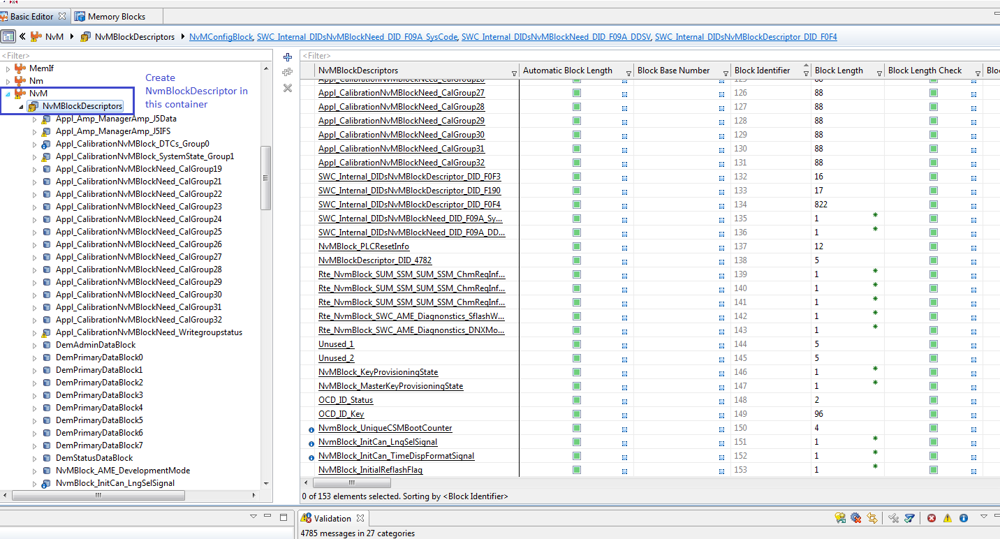 Basic Editor Memory Blocks
NvM NvMBlockDescriptors NvMConfigBlock, SWC_Internal_DIDsNvMBlockNeed_DID_F09A_SysCode, SWC_Internal_DIDsNvMBlockNeed_DID_F09A_DDSV, SWC_Internal_DIDsNvMBlockDescriptor_DID_F0F4
<Filter>
MemIf
Nm
NvM
NvMBlockDescriptors
Create
NvmBlockDescriptor in
this container
Appl_Amp_ManagerAmp_J5Data
Appl_Amp_ManagerAmp_J5IFS
Appl_CalibrationNvMBlock_DTCs_Group0
Appl_CalibrationNvMBlock_SystemState_Group1
Appl_CalibrationNvMBlockNeed_CalGroup19
Appl_CalibrationNvMBlockNeed_CalGroup21
Appl_CalibrationNvMBlockNeed_CalGroup22
Appl_CalibrationNvMBlockNeed_CalGroup23
Appl_CalibrationNvMBlockNeed_CalGroup24
Appl_CalibrationNvMBlockNeed_CalGroup25
Appl_CalibrationNvMBlockNeed_CalGroup26
Appl_CalibrationNvMBlockNeed_CalGroup27
Appl_CalibrationNvMBlockNeed_CalGroup28
Appl_CalibrationNvMBlockNeed_CalGroup29
Appl_CalibrationNvMBlockNeed_CalGroup30
Appl_CalibrationNvMBlockNeed_CalGroup31
Appl_CalibrationNvMBlockNeed_CalGroup32
Appl_CalibrationNvMBlockNeed_Writegroupstatus
DemAdminDataBlock
DemPrimaryDataBlock0
DemPrimaryDataBlock1
DemPrimaryDataBlock2
DemPrimaryDataBlock3
DemPrimaryDataBlock4
DemPrimaryDataBlock5
DemPrimaryDataBlock6
DemPrimaryDataBlock7
DemStatusDataBlock
NvMBlock_AME_DevelopmentMode
NvmBlock_InitCan_LngSelSignal
<Filter>
NvMBlockDescriptors Automatic Block Length Block Base Number Block Identifier Block Length Block Length Check Bloc
Appl_CalibrationNvMBlockNeed_CalGroup26 125 88
Appl_CalibrationNvMBlockNeed_CalGroup27 126 88
Appl_CalibrationNvMBlockNeed_CalGroup28 127 88
Appl_CalibrationNvMBlockNeed_CalGroup29 128 88
Appl_CalibrationNvMBlockNeed_CalGroup30 129 88
Appl_CalibrationNvMBlockNeed_CalGroup31 130 88
Appl_CalibrationNvMBlockNeed_CalGroup32 131 88
SWC_Internal_DIDsNvMBlockDescriptor_DID_F0F3 132 16
SWC_Internal_DIDsNvMBlockDescriptor_DID_F190 133 17
SWC_Internal_DIDsNvMBlockDescriptor_DID_F0F4 134 822
SWC_Internal_DIDsNvMBlockNeed_DID_F09A_Sy... 135 1 *
SWC_Internal_DIDsNvMBlockNeed_DID_F09A_DD... 136 1 *
NvMBlock_PLCResetInfo 137 12
NvMBlockDescriptor_DID_4782 138 5
Rte_NvmBlock_SUM_SSM_SUM_SSM_ChmReqInf... 139 1 *
Rte_NvmBlock_SUM_SSM_SUM_SSM_ChmReqInf... 140 1 *
Rte_NvmBlock_SUM_SSM_SUM_SSM_ChmReqInf... 141 1 *
Rte_NvmBlock_SWC_AME_Diagnonstics_SflashW... 142 1 *
Rte_NvmBlock_SWC_AME_Diagnonstics_DNXMo... 143 1 *
Unused_1 144 5
Unused_2 145 5
NvMBlock_KeyProvisioningState 146 1 *
NvMBlock_MasterKeyProvisioningState 147 1 *
OCD_ID_Status 148 2
OCD_ID_Key 149 96
NvmBlock_UniqueCSMBootCounter 150 4
NvmBlock_InitCan_LngSelSignal 151 1 *
NvmBlock_InitCan_TimeDispFormatSignal 152 1 *
NvMBlock_InitialReflashFlag 153 1 *
0 of 153 elements selected. Sorting by <Block Identifier>
Validation
4785 messages in 27 categories